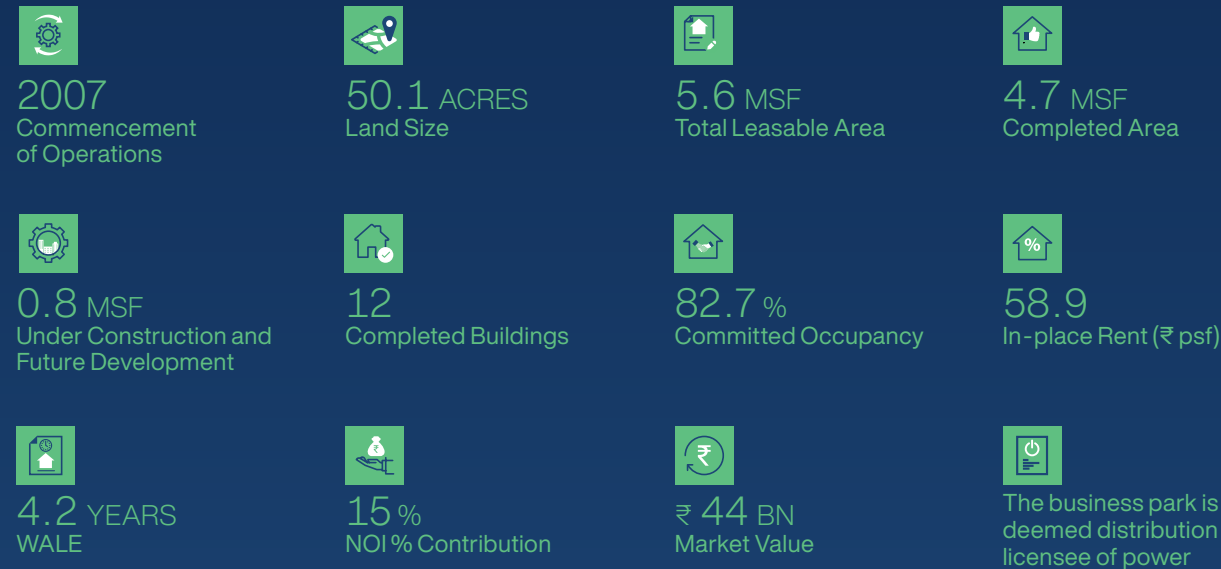 2007
Commencement
of Operations
50.1 ACRES
Land Size
5.6 MSF
Total Leasable Area
4.7 MSF
Completed Area
0.8 MSF
Under Construction and
Future Development
12
Completed Buildings
82.7 %
Committed Occupancy
%
58.9
In-place Rent (₹ psf)
4.2 YEARS
WALE
₹
15 %
NOI % Contribution
₹
₹ 44 BN
Market Value
The business park is
deemed distribution
licensee of power